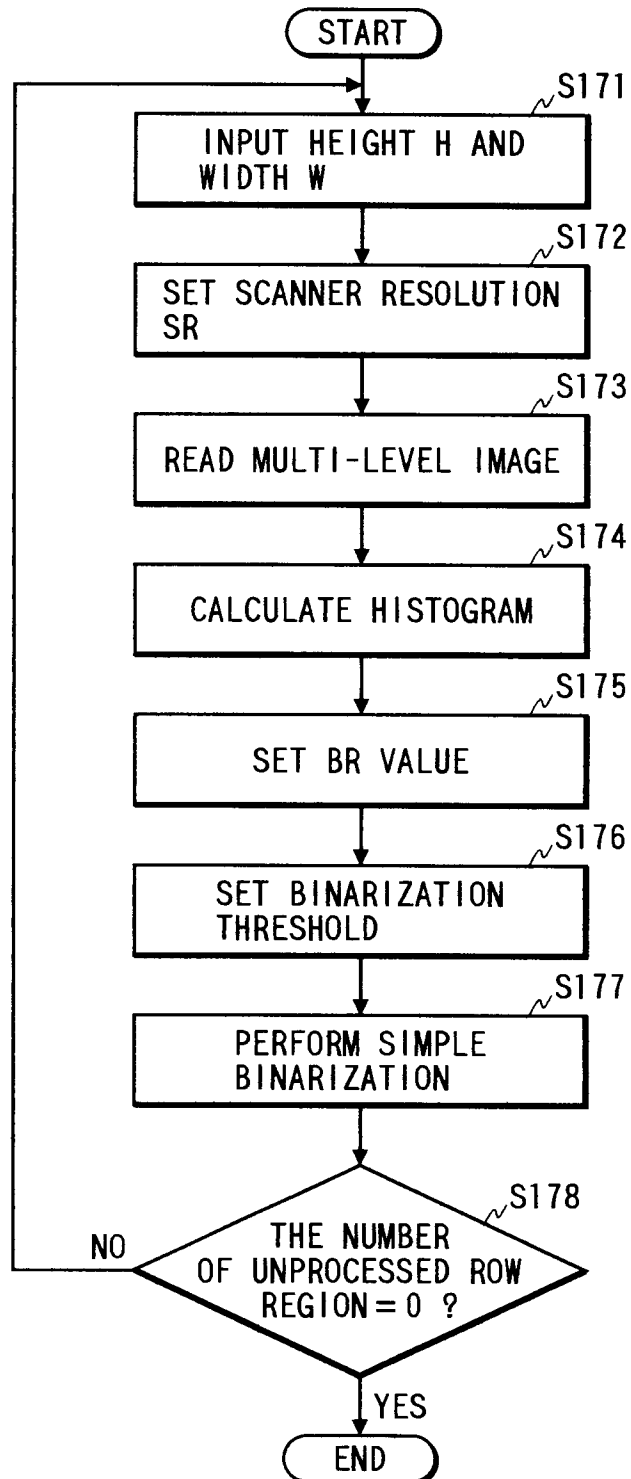 START
S171
INPUT HEIGHT H AND
WIDTH W
S172
SET SCANNER RESOLUTION
SR
S173
READ MULTI-LEVEL IMAGE
S174
CALCULATE HISTOGRAM
S175
SET BR VALUE
S176
SET BINARIZATION
THRESHOLD
S177
PERFORM SIMPLE
BINARIZATION
S178
THE NUMBER
OF UNPROCESSED ROW
REGION = 0 ?
NO
YES
END